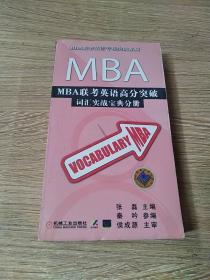 MBA
MBA联考英语高分突破
词汇实战宝典分册
VOCABULARY MBA
张磊 主编
秦吟 参编
侯成源 主审
机械工业出版社